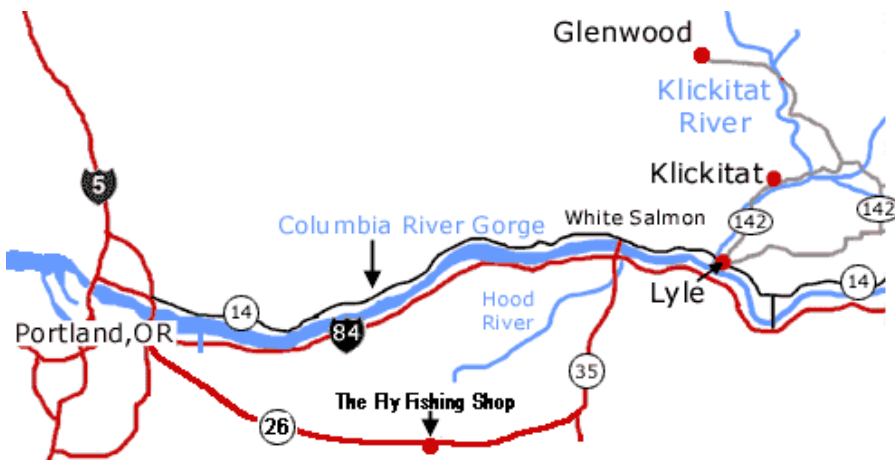 Glenwood
Klickitat
River
5
Klickitat
142
142
Columbia River Gorge
White Salmon
14
14
Lyle
Hood
River
Portland,OR
84
35
The Fly Fishing Shop
26